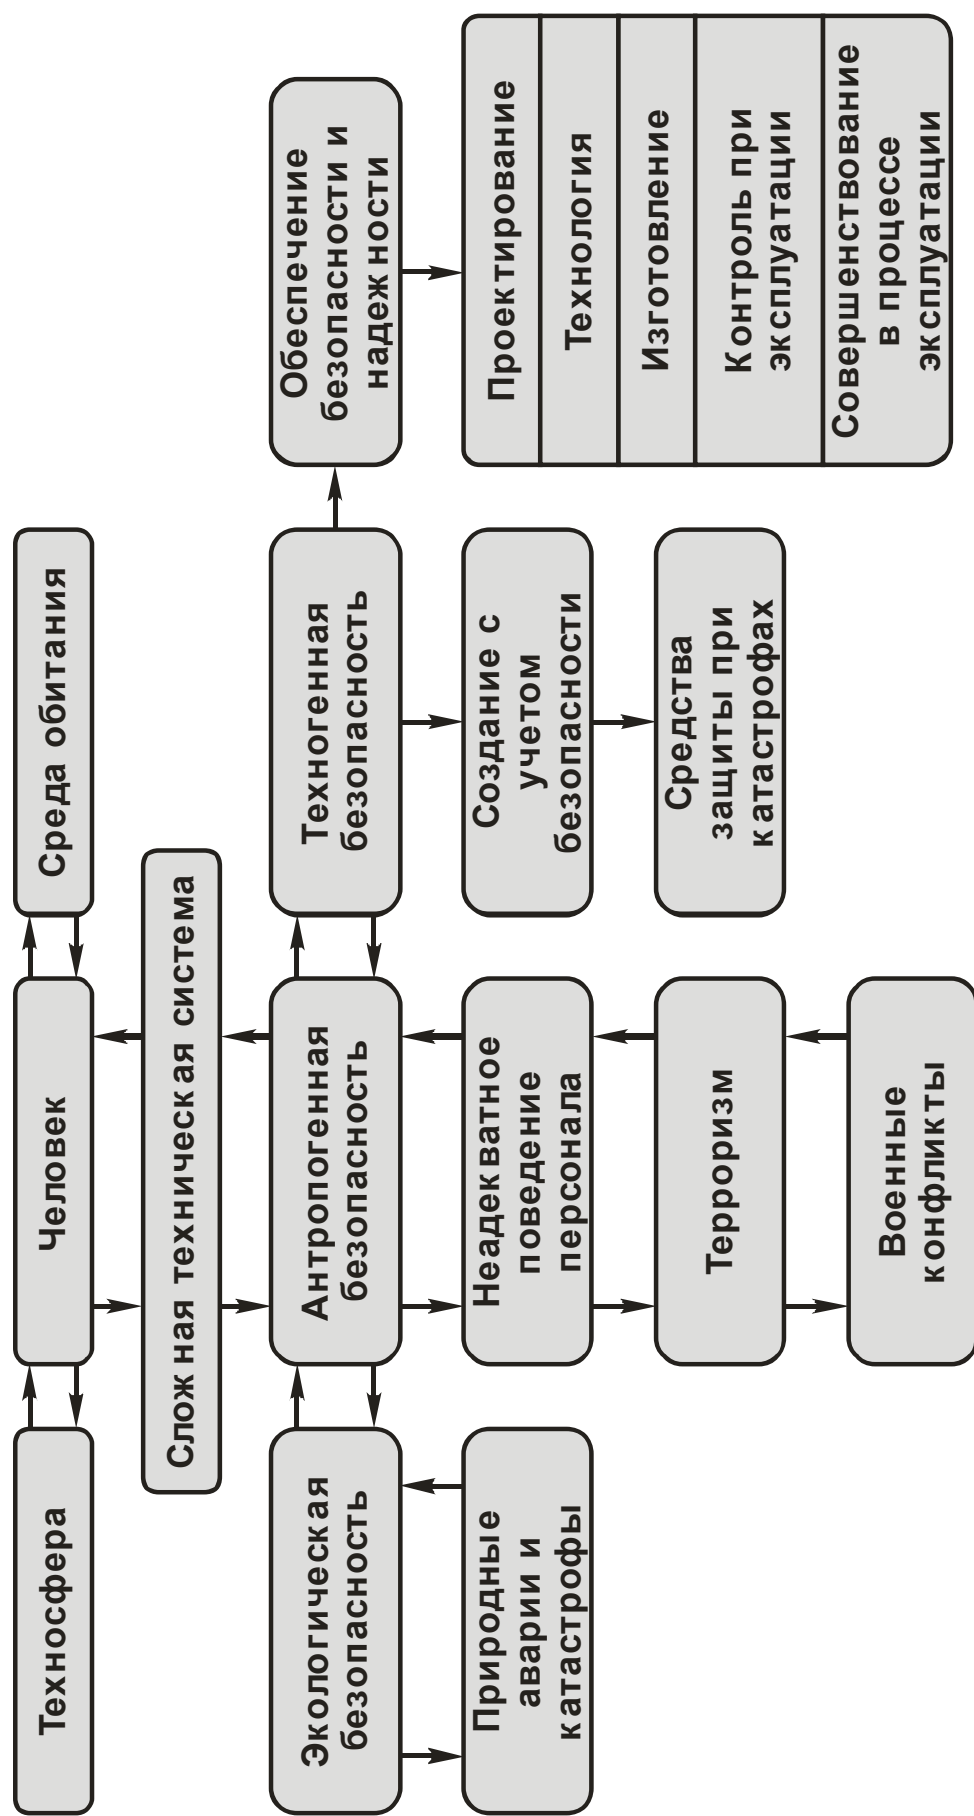 Техносфера
Человек
Среда обитания
Сложная техническая система
Экологическая
безопасность
Антропогенная
безопасность
Техногенная
безопасность
Обеспечение
безопасности и
надежности
Природные
аварии и
катастрофы
Неадекватное
поведение
персонала
Создание с
учетом
безопасности
Проектирование
Технология
Изготовление
Контроль при
эксплуатации
Совершенствование
в процессе
эксплуатации
Терроризм
Средства
защиты при
катастрофах
Военные
конфликты